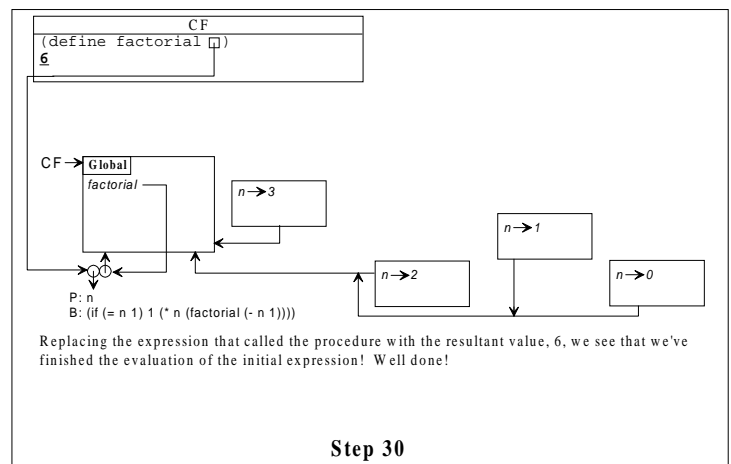 CF
(define factorial )
6
CF
Global
factorial
n→3
n→1
n→2
n→0
P: n
B: (if (= n 1) 1 (* n (factorial (- n 1))))
Replacing the expression that called the procedure with the resultant value, 6, we see that we've
finished the evaluation of the initial expression! Well done!
Step 30